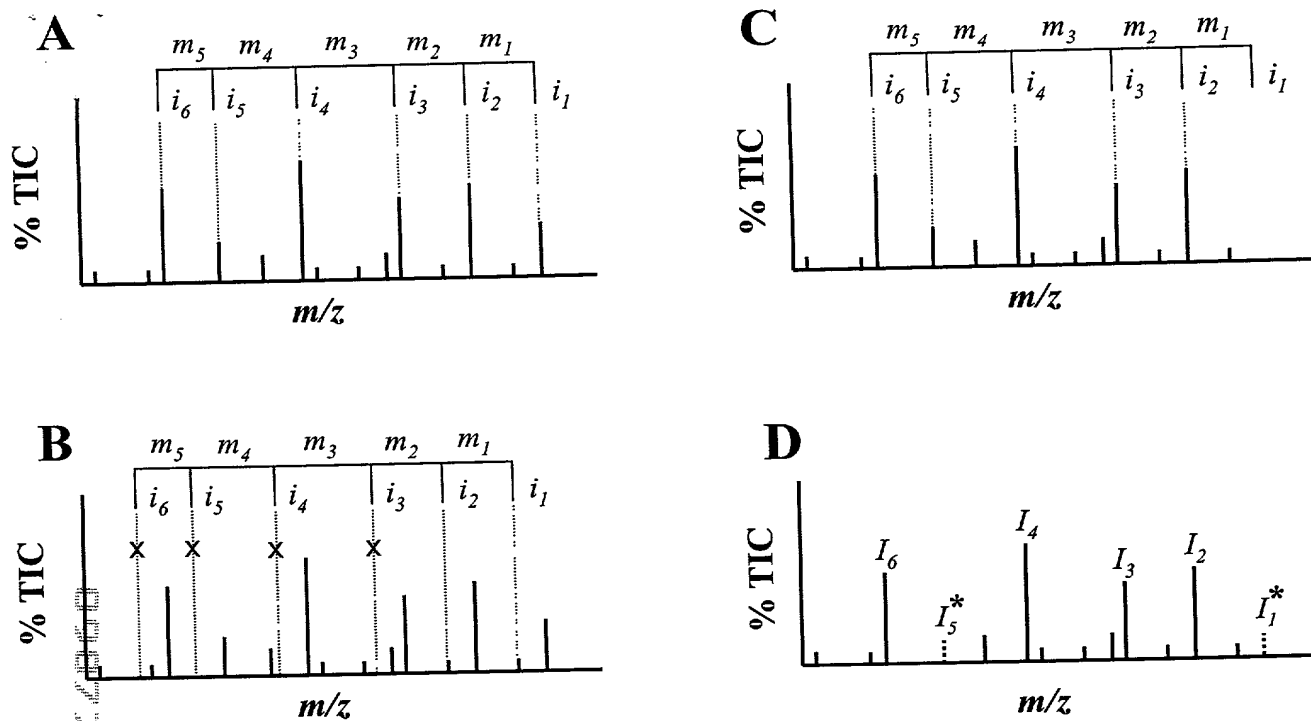 A
m5 m4 m3 m2 m1
i6 i5 i4 i3 i2 i1
% TIC
m/z
C
m5 m4 m3 m2 m1
i6 i5 i4 i3 i2 i1
% TIC
m/z
B
m5 m4 m3 m2 m1
i6 i5 i4 i3 i2 i1
x x x x
% TIC
m/z
D
I6 I5* I4 I3 I2 I1*
% TIC
m/z